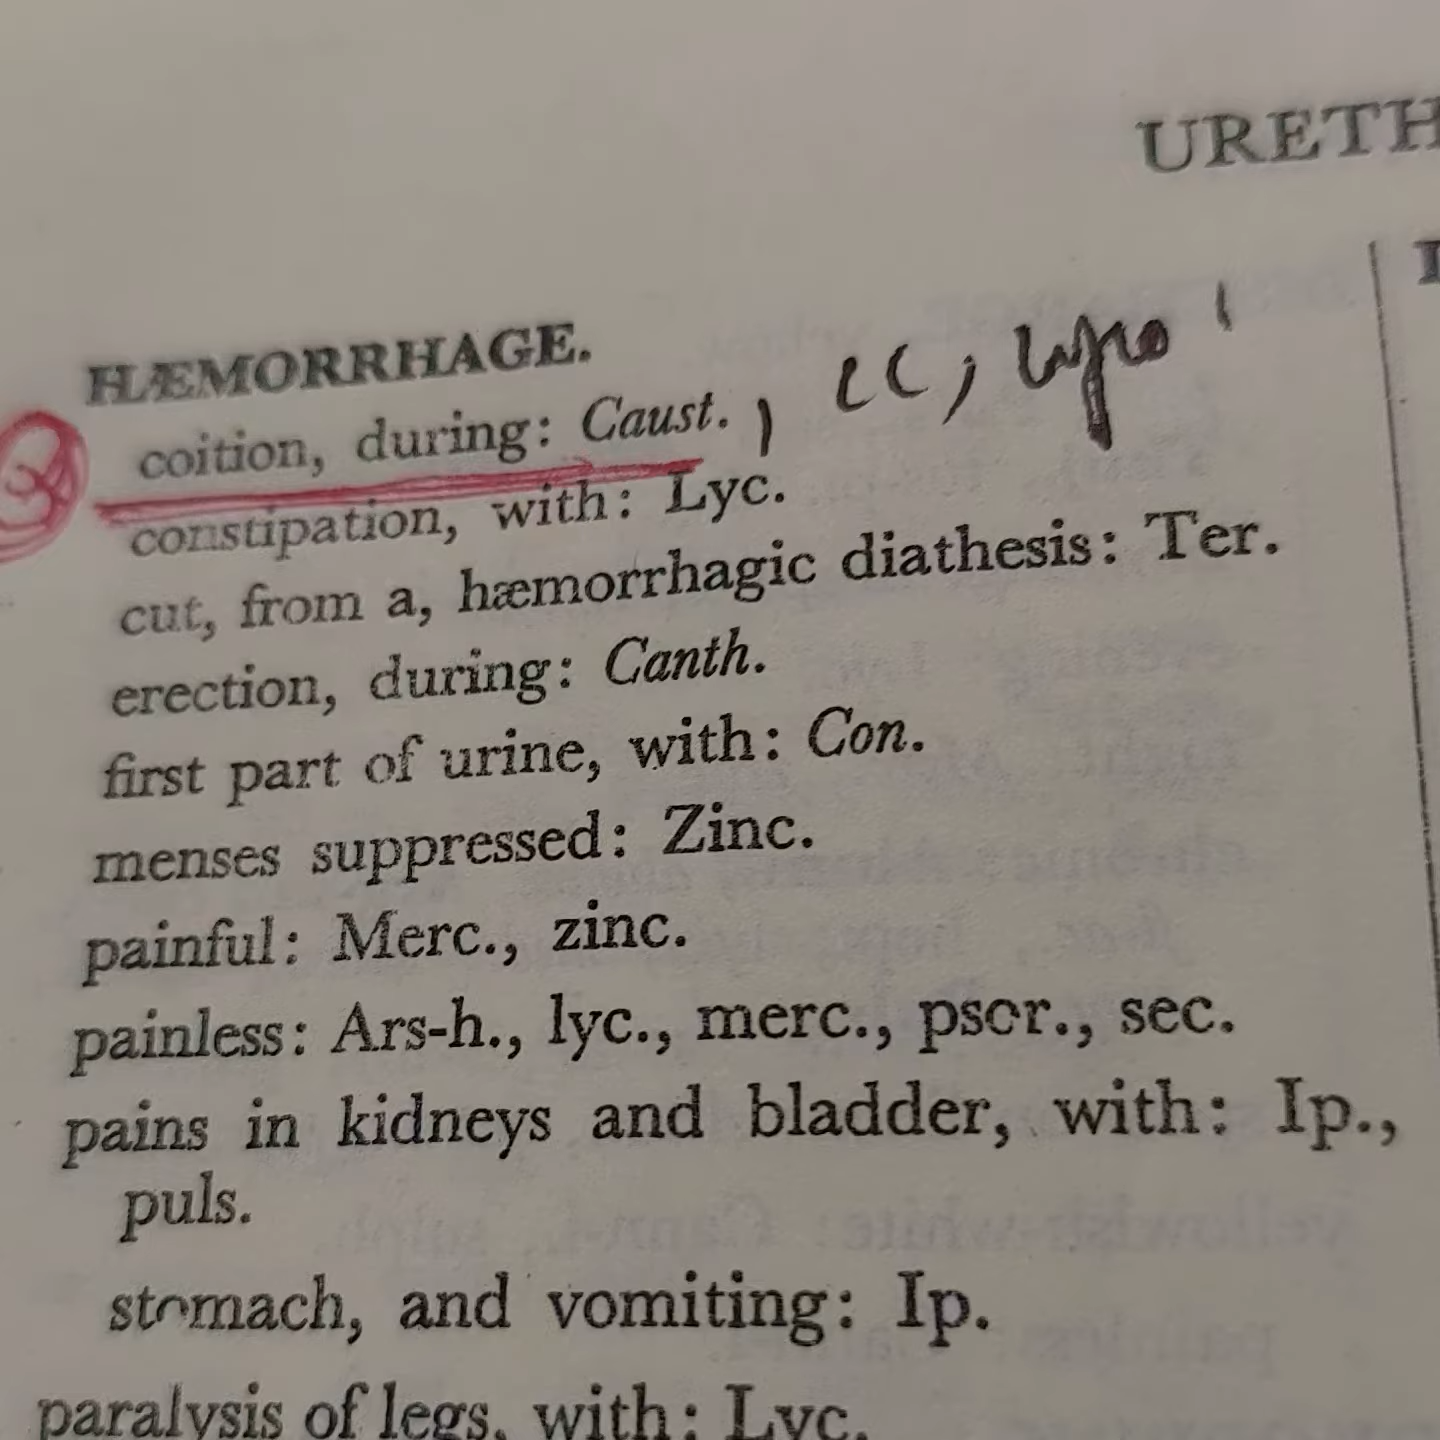 URETH
HÆMORRHAGE.
coition, during: Caust. ,
constipation, with: Lyc.
cut, from a, hæmorrhagic diathesis: Ter.
erection, during: Canth.
first part of urine, with: Con.
menses suppressed: Zinc.
painful: Merc., zinc.
painless: Ars-h., lyc., merc., psor., sec.
pains in kidneys and bladder, with: Ip.,
puls.
stomach, and vomiting: Ip.
paralysis of legs, with: Lyc.